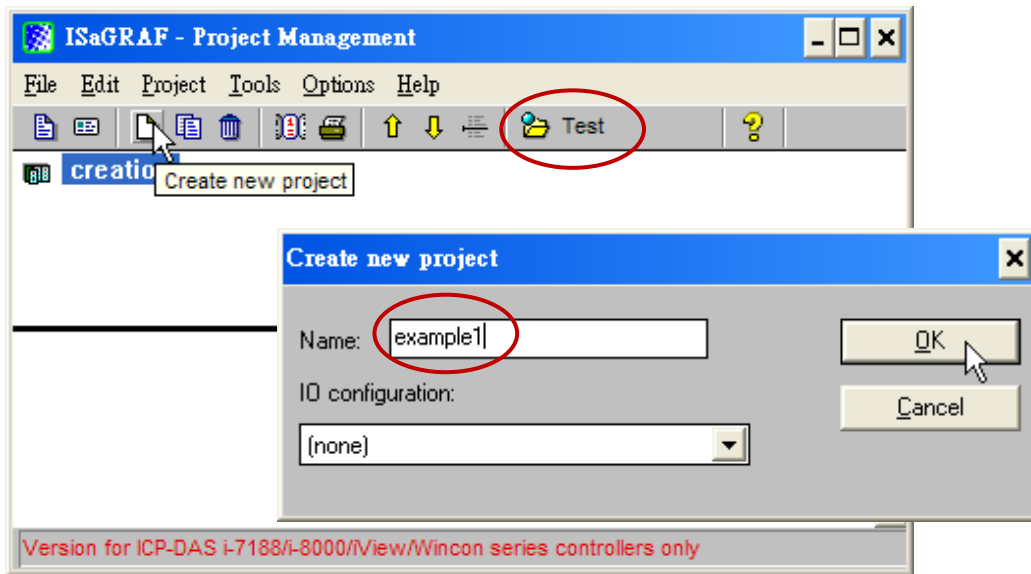 ISaGRAF - Project Management
File Edit Project Tools Options Help
Test
creation
Create new project
Create new project
Name: example1
OK
IO configuration:
Cancel
(none)
Version for ICP-DAS i-7188/i-8000/iView/Wincon series controllers only